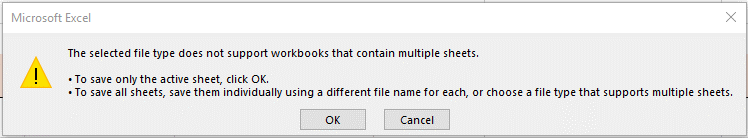 Microsoft Excel
The selected file type does not support workbooks that contain multiple sheets.
• To save only the active sheet, click OK.
• To save all sheets, save them individually using a different file name for each, or choose a file type that supports multiple sheets.
OK Cancel